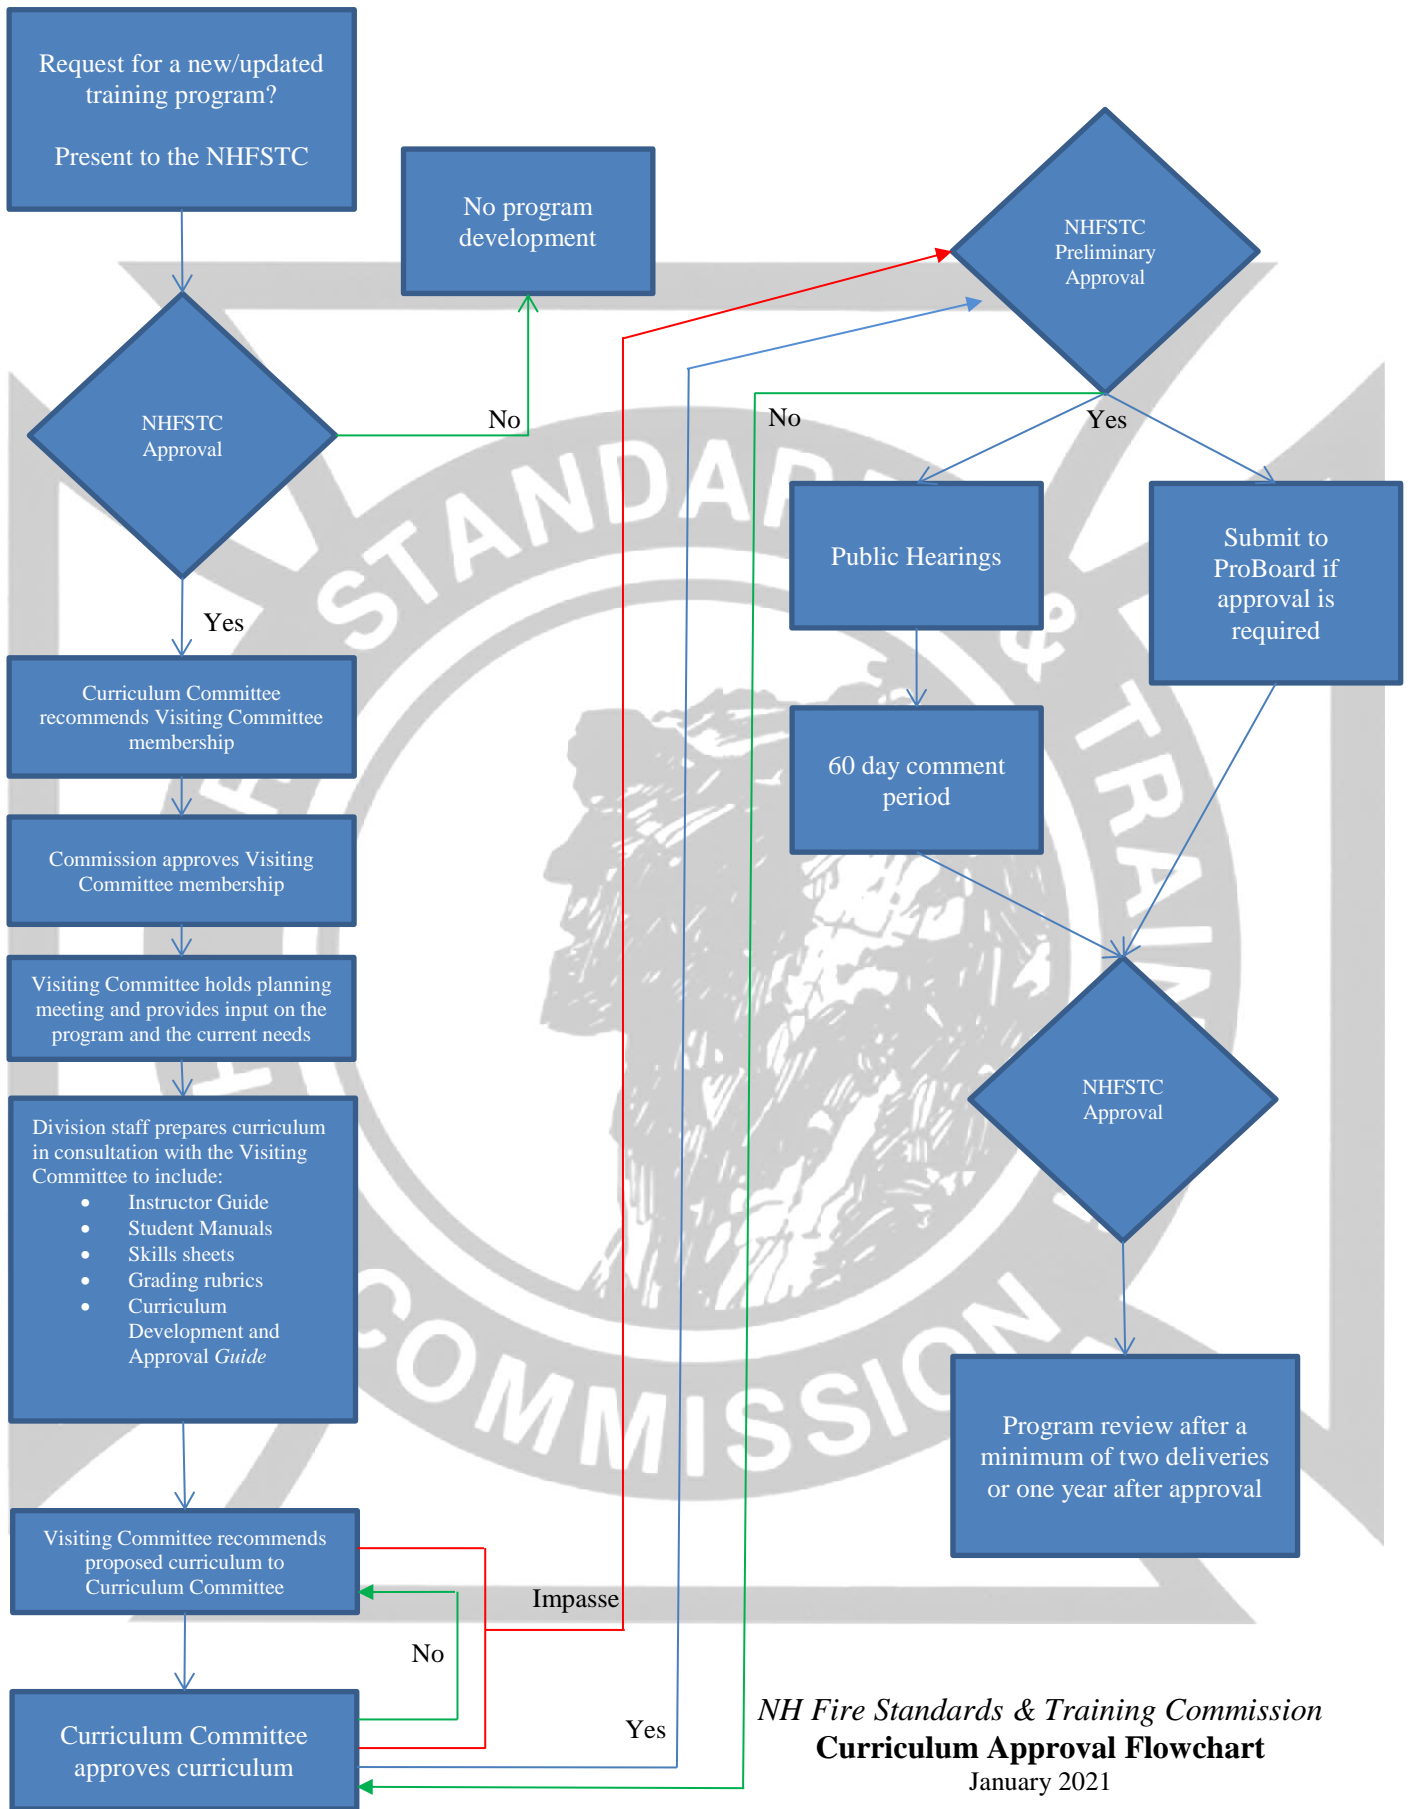 Request for a new/updated
training program?
Present to the NHFSTC
No program
development
NHFSTC
Preliminary
Approval
NHFSTC
Approval
No
No
Yes
Yes
Public Hearings
Submit to
ProBoard if
approval is
required
Curriculum Committee
recommends Visiting Committee
membership
60 day comment
period
Commission approves Visiting
Committee membership
Visiting Committee holds planning
meeting and provides input on the
program and the current needs
NHFSTC
Approval
Division staff prepares curriculum
in consultation with the Visiting
Committee to include:
• Instructor Guide
• Student Manuals
• Skills sheets
• Grading rubrics
• Curriculum
Development and
Approval Guide
Program review after a
minimum of two deliveries
or one year after approval
Visiting Committee recommends
proposed curriculum to
Curriculum Committee
Impasse
No
Curriculum Committee
approves curriculum
Yes
NH Fire Standards & Training Commission
Curriculum Approval Flowchart
January 2021
COMMISSION